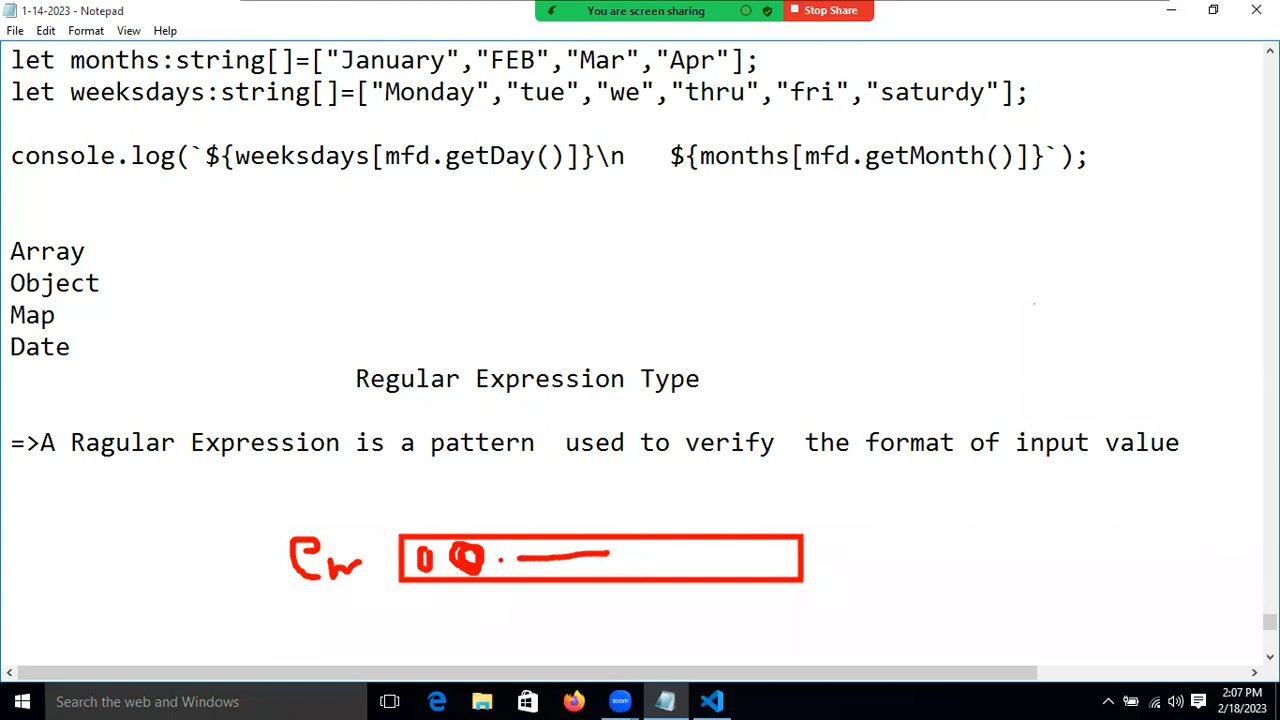 1-14-2023 - Notepad
You are screen sharing
Stop Share
File Edit Format View Help
let months:string[]=["January","FEB","Mar","Apr"];
let weeksdays:string[]=["Monday","tue","we","thru","fri","saturdy"];
console.log(`${weeksdays[mfd.getDay()]}\n   ${months[mfd.getMonth()]}`);
Array
Object
Map
Date
Regular Expression Type
=>A Ragular Expression is a pattern  used to verify  the format of input value
Search the web and Windows
zoom
2:07 PM
2/18/2023